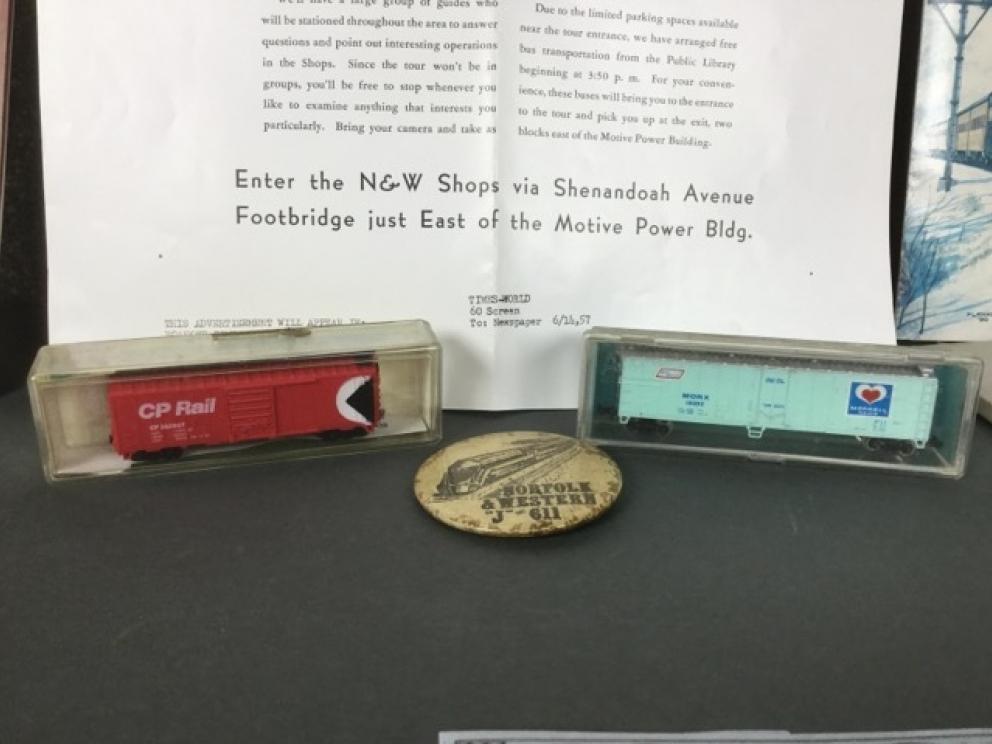 We'll have a large group of guides who
will be stationed throughout the area to answer
questions and point out interesting operations
in the Shops. Since the tour won't be in
groups, you'll be free to stop whenever you
like to examine anything that interests you
particularly. Bring your camera and take as
Due to the limited parking spaces available
near the tour entrance, we have arranged free
bus transportation from the Public Library
beginning at 3:50 p. m. For your conven-
ience, these buses will bring you to the entrance
to the tour and pick you up at the exit, two
blocks east of the Motive Power Building.
Enter the N&W Shops via Shenandoah Avenue
Footbridge just East of the Motive Power Bldg.
TIMES-WORLD
60 Screen
To: Newspaper 6/14,57
THIS ADVERTISEMENT WILL APPEAR IN:
CP Rail
CP
MORX
MORRELL
NORFOLK
& WESTERN
"J" 611